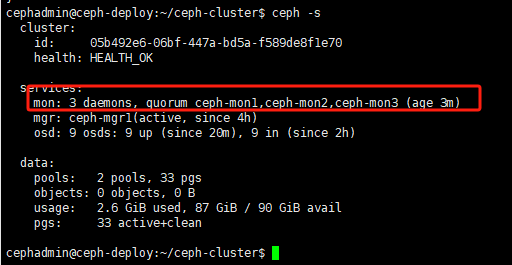 cephadmin@ceph-deploy:~/ceph-cluster$ ceph -s
cluster:
id: 05b492e6-06bf-447a-bd5a-f589de8f1e70
health: HEALTH_OK
services:
mon: 3 daemons, quorum ceph-mon1,ceph-mon2,ceph-mon3 (age 3m)
mgr: ceph-mgr1(active, since 4h)
osd: 9 osds: 9 up (since 20m), 9 in (since 2h)
data:
pools: 2 pools, 33 pgs
objects: 0 objects, 0 B
usage: 2.6 GiB used, 87 GiB / 90 GiB avail
pgs: 33 active+clean
cephadmin@ceph-deploy:~/ceph-cluster$